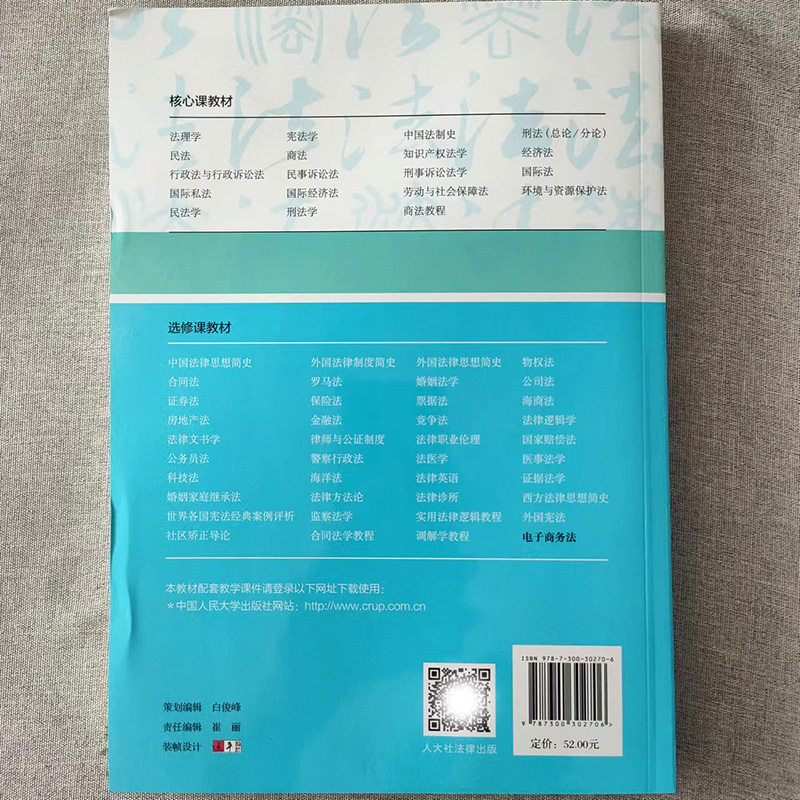 核心课教材
法理学 宪法学 中国法制史 刑法（总论/分论）
民法 商法 知识产权法学 经济法
行政法与行政诉讼法 民事诉讼法 刑事诉讼法学 国际法
国际私法 国际经济法 劳动与社会保障法 环境与资源保护法
民法学 刑法学 商法教程
选修课教材
中国法律思想简史 外国法律制度简史 外国法律思想简史 物权法
合同法 罗马法 婚姻法学 公司法
证券法 保险法 票据法 海商法
房地产法 金融法 竞争法 法律逻辑学
法律文书学 律师与公证制度 法律职业伦理 国家赔偿法
公务员法 警察行政法 法医学 医事法学
科技法 海洋法 法律英语 证据法学
婚姻家庭继承法 法律方法论 法律诊所 西方法律思想简史
世界各国宪法经典案例评析 监察法学 实用法律逻辑教程 外国宪法
社区矫正导论 合同法学教程 调解学教程 电子商务法
本教材配套教学课件请登录以下网址下载使用：
*中国人民大学出版社网站：http://www.crup.com.cn
策划编辑 白俊峰
责任编辑 崔 丽
装帧设计
人大社法律出版
ISBN 978-7-300-30270-6
9 787300 302706 >
定价：52.00元